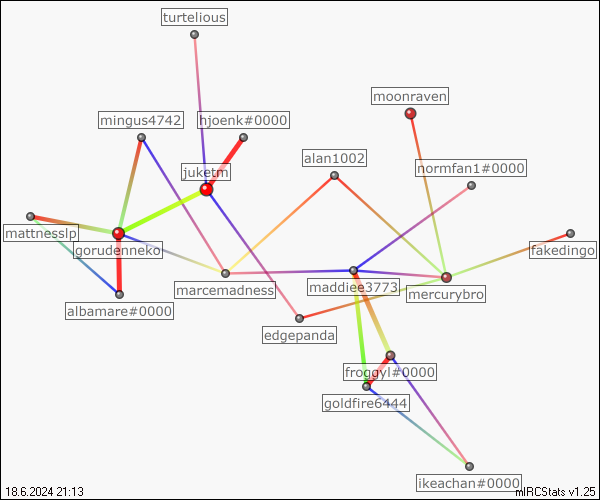 turtelious
moonraven
mingus4742
hjoenk#0000
alan1002
normfan1#0000
juketm
mattnesslp
gorudenneko
fakedingo
marcemadness
maddiee3773
mercurybro
albamare#0000
edgepanda
froggyl#0000
goldfire6444
ikeachan#0000
18.6.2024 21:13
mIRCStats v1.25